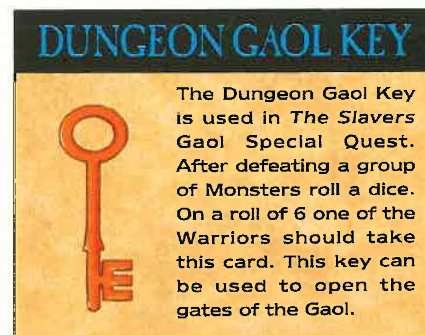 DUNGEON GAOL KEY
The Dungeon Gaol Key
is used in The Slavers
Gaol Special Quest.
After defeating a group
of Monsters roll a dice.
On a roll of 6 one of the
Warriors should take
this card. This key can
be used to open the
gates of the Gaol.